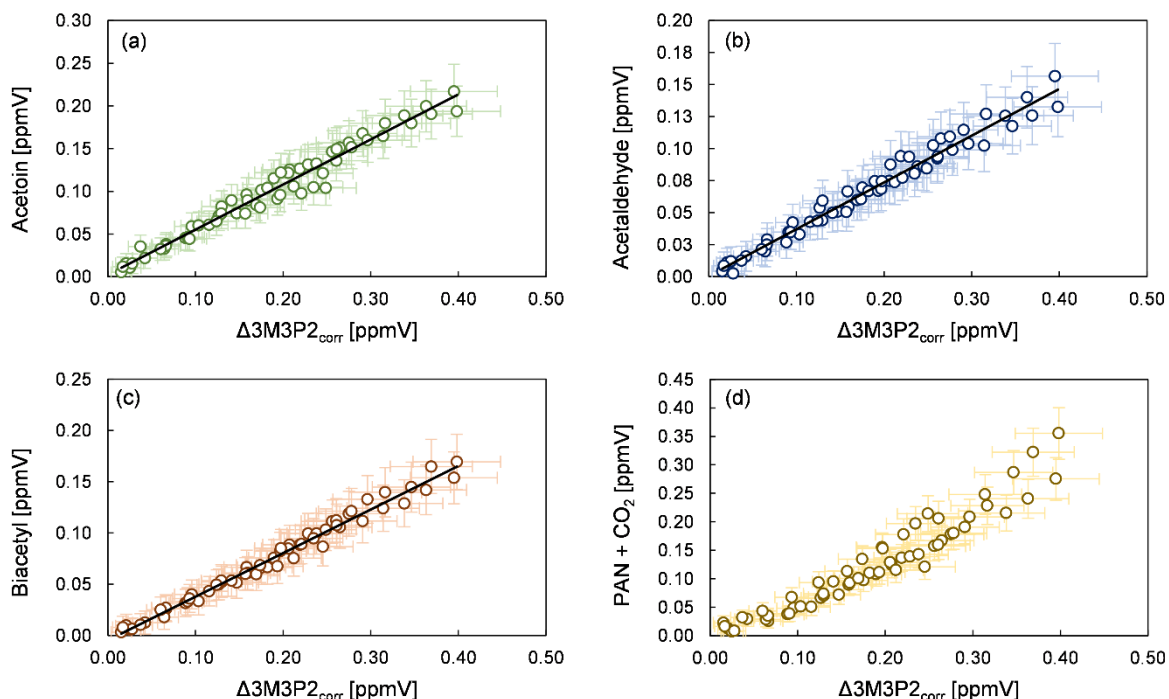 (a)
Acetoin [ppmV]
0.30
0.25
0.20
0.15
0.10
0.05
0.00
0.00 0.10 0.20 0.30 0.40 0.50
Δ3M3P2corr [ppmV]
(b)
Acetaldehyde [ppmV]
0.20
0.18
0.15
0.13
0.10
0.08
0.05
0.03
0.00
0.00 0.10 0.20 0.30 0.40 0.50
Δ3M3P2corr [ppmV]
(c)
Biacetyl [ppmV]
0.25
0.20
0.15
0.10
0.05
0.00
0.00 0.10 0.20 0.30 0.40 0.50
Δ3M3P2corr [ppmV]
(d)
PAN + CO₂ [ppmV]
0.45
0.40
0.35
0.30
0.25
0.20
0.15
0.10
0.05
0.00
0.00 0.10 0.20 0.30 0.40 0.50
Δ3M3P2corr [ppmV]